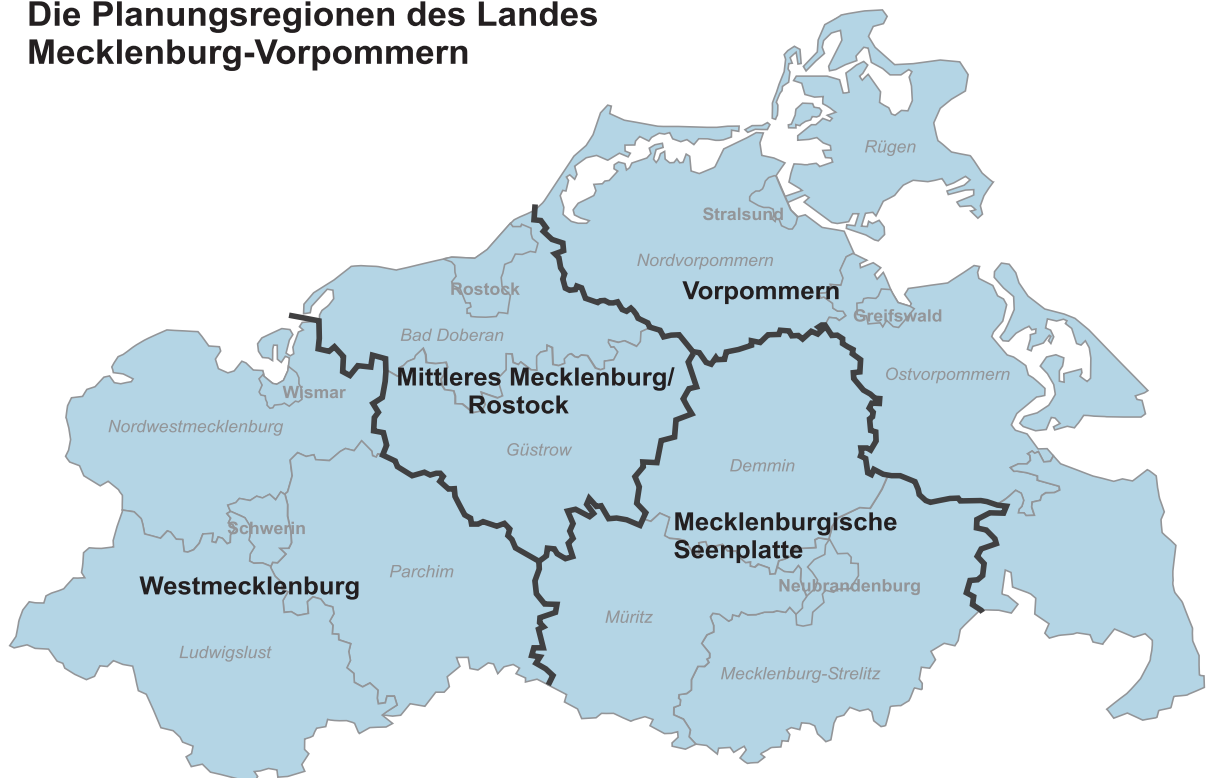 Die Planungsregionen des Landes
Mecklenburg-Vorpommern
Rügen
Stralsund
Nordvorpommern
Vorpommern
Rostock
Greifswald
Bad Doberan
Ostvorpommern
Mittleres Mecklenburg/
Rostock
Wismar
Nordwestmecklenburg
Güstrow
Demmin
Schwerin
Mecklenburgische
Seenplatte
Parchim
Westmecklenburg
Neubrandenburg
Müritz
Ludwigslust
Mecklenburg-Strelitz